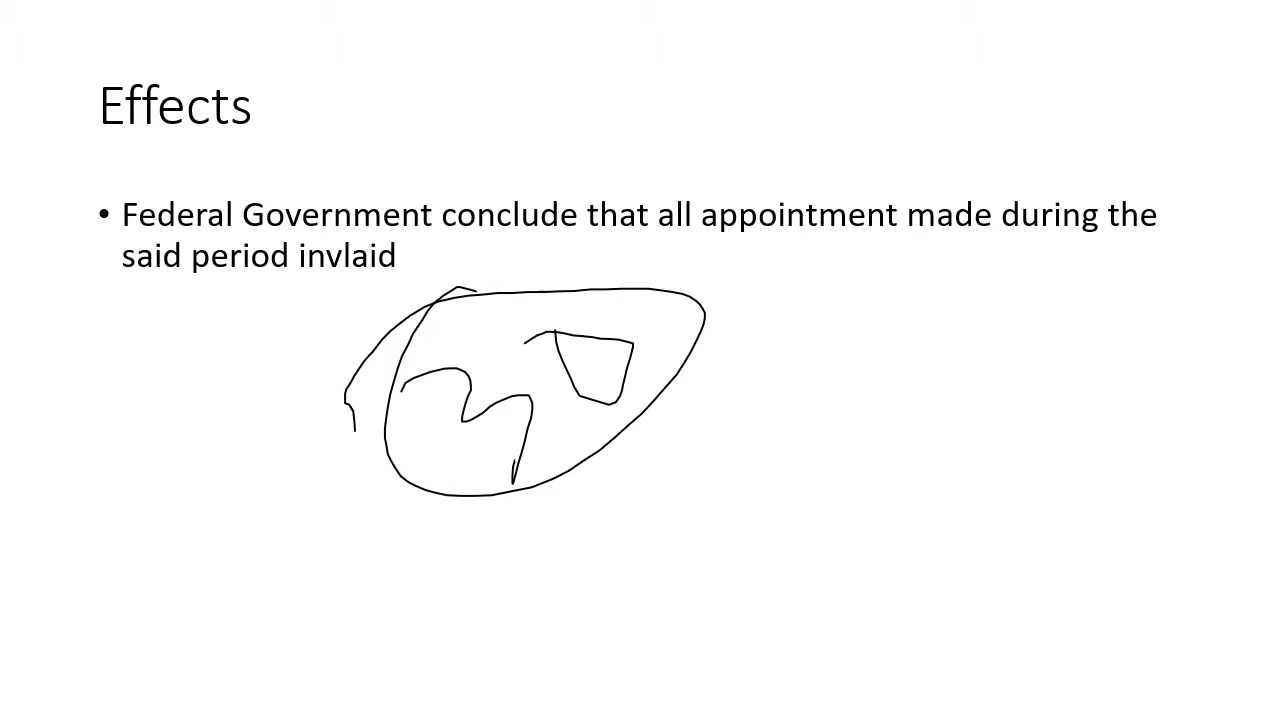 Effects
• Federal Government conclude that all appointment made during the
said period invlaid